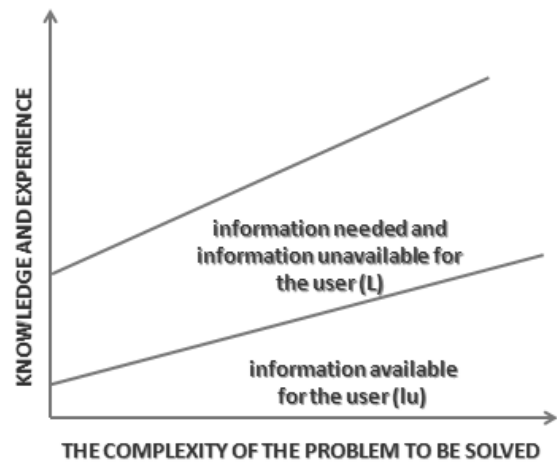 KNOWLEDGE AND EXPERIENCE
information needed and
information unavailable for
the user (L)
information available
for the user (Iu)
THE COMPLEXITY OF THE PROBLEM TO BE SOLVED